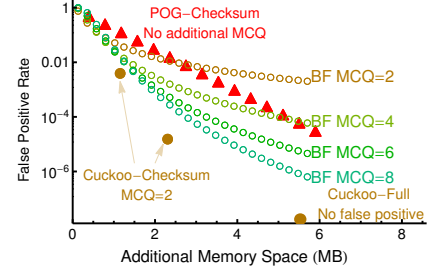 1
POG-Checksum
No additional MCQ
0.01
BF MCQ=2
10⁻⁴
BF MCQ=4
BF MCQ=6
10⁻⁶
Cuckoo-Checksum
MCQ=2
BF MCQ=8
Cuckoo-Full
No false positive
False Positive Rate
0 2 4 6 8
Additional Memory Space (MB)